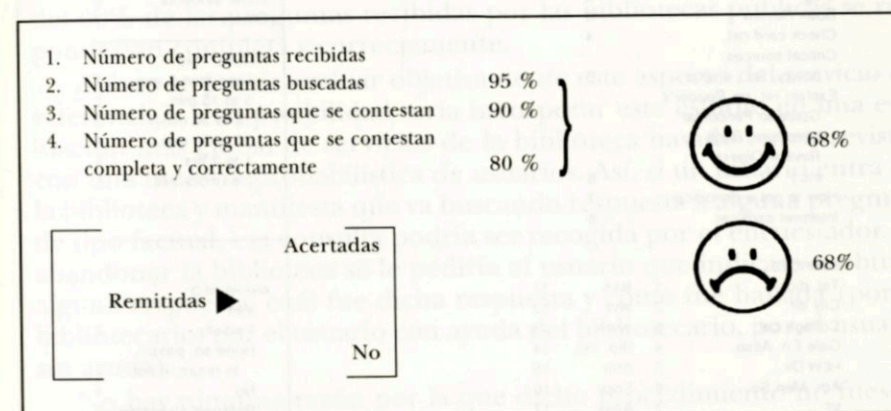 1. Número de preguntas recibidas
2. Número de preguntas buscadas 95 %
3. Número de preguntas que se contestan 90 %
4. Número de preguntas que se contestan
completa y correctamente 80 %
68%
68%
Acertadas
Remitidas
No